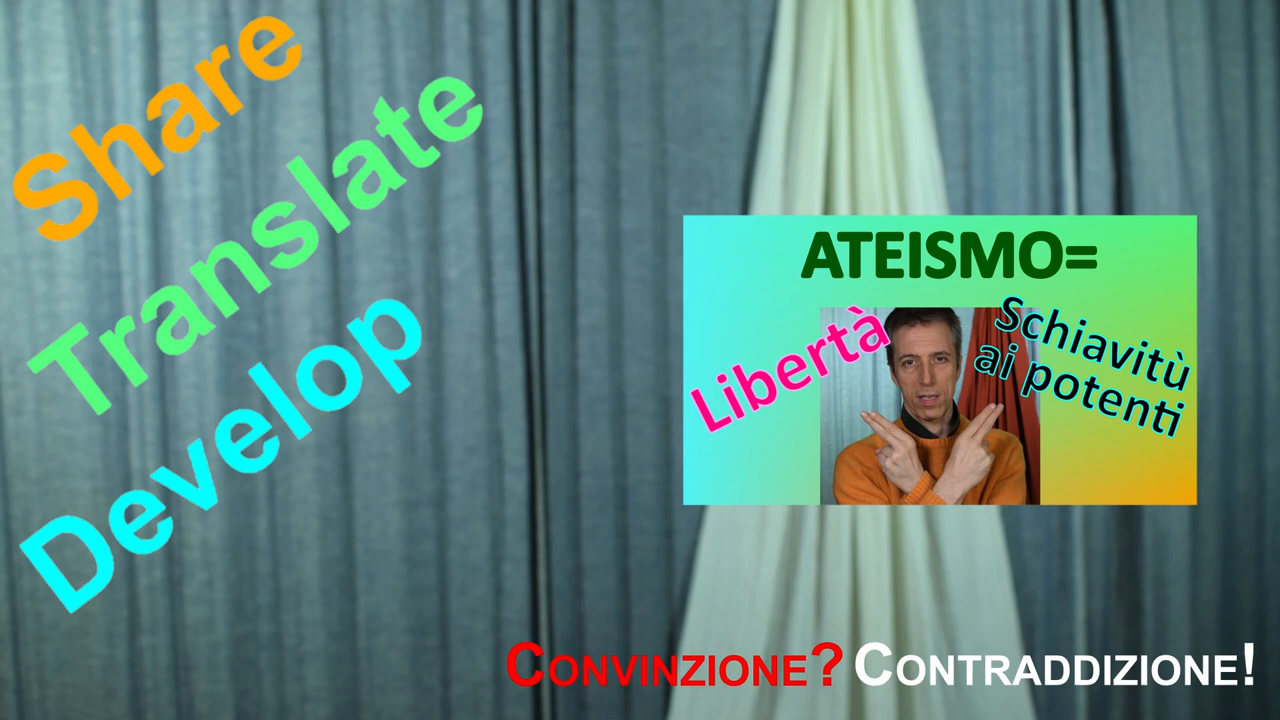 Share
Translate
Develop
ATEISMO=
Libertà
Schiavitù
ai potenti
CONVINZIONE? CONTRADDIZIONE!